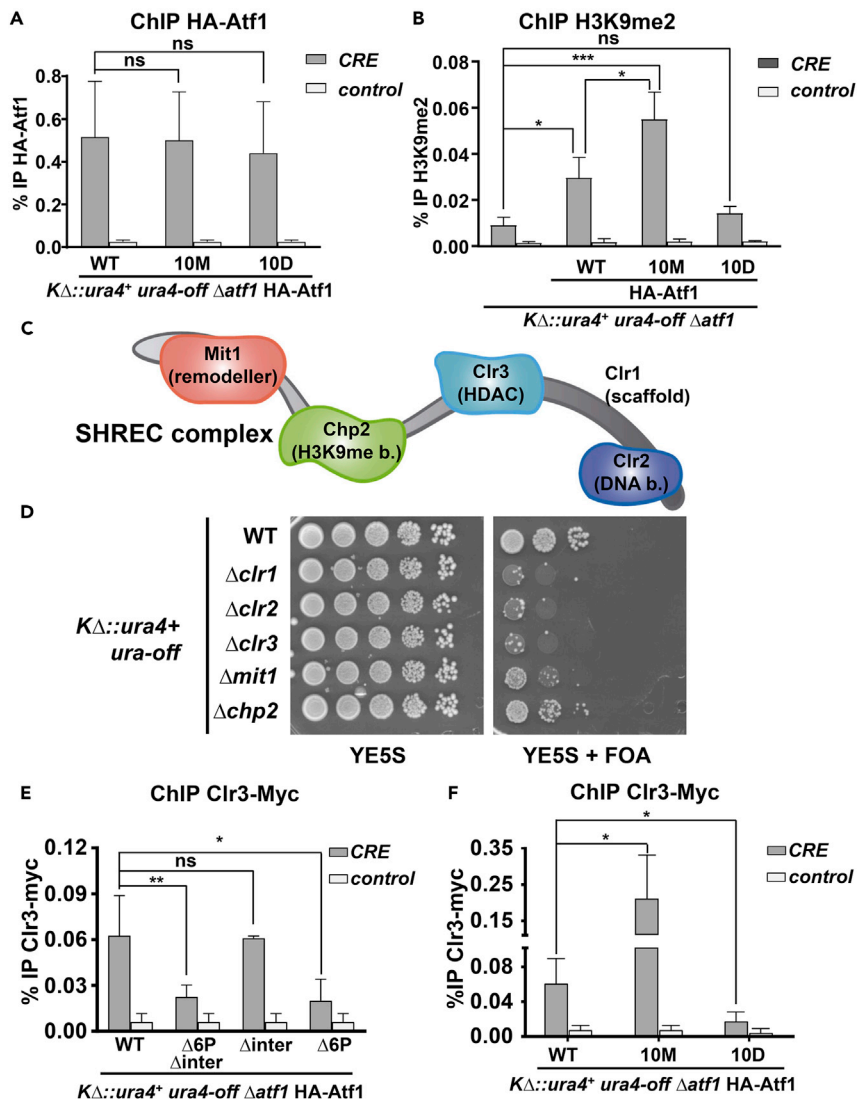 A
ChIP HA-Atf1
ns
ns
CRE
control
% IP HA-Atf1
0.8
0.6
0.4
0.2
0.0
WT 10M 10D
KΔ::ura4+ ura4-off Δatf1 HA-Atf1
B
ChIP H3K9me2
ns
***
*
*
CRE
control
% IP H3K9me2
0.08
0.06
0.04
0.02
0.00
WT 10M 10D
HA-Atf1
KΔ::ura4+ ura4-off Δatf1
C
Mit1
(remodeller)
SHREC complex
Chp2
(H3K9me b.)
Clr3
(HDAC)
Clr1
(scaffold)
Clr2
(DNA b.)
D
KΔ::ura4+
ura-off
WT
Δclr1
Δclr2
Δclr3
Δmit1
Δchp2
YE5S
YE5S + FOA
E
ChIP Clr3-Myc
*
ns
**
CRE
control
% IP Clr3-myc
0.12
0.09
0.06
0.03
0.00
WT Δ6P Δinter Δ6P
Δinter
KΔ::ura4+ ura4-off Δatf1 HA-Atf1
F
ChIP Clr3-Myc
*
*
CRE
control
%IP Clr3-myc
0.35
0.25
0.15
0.08
0.04
0.00
WT 10M 10D
KΔ::ura4+ ura4-off Δatf1 HA-Atf1